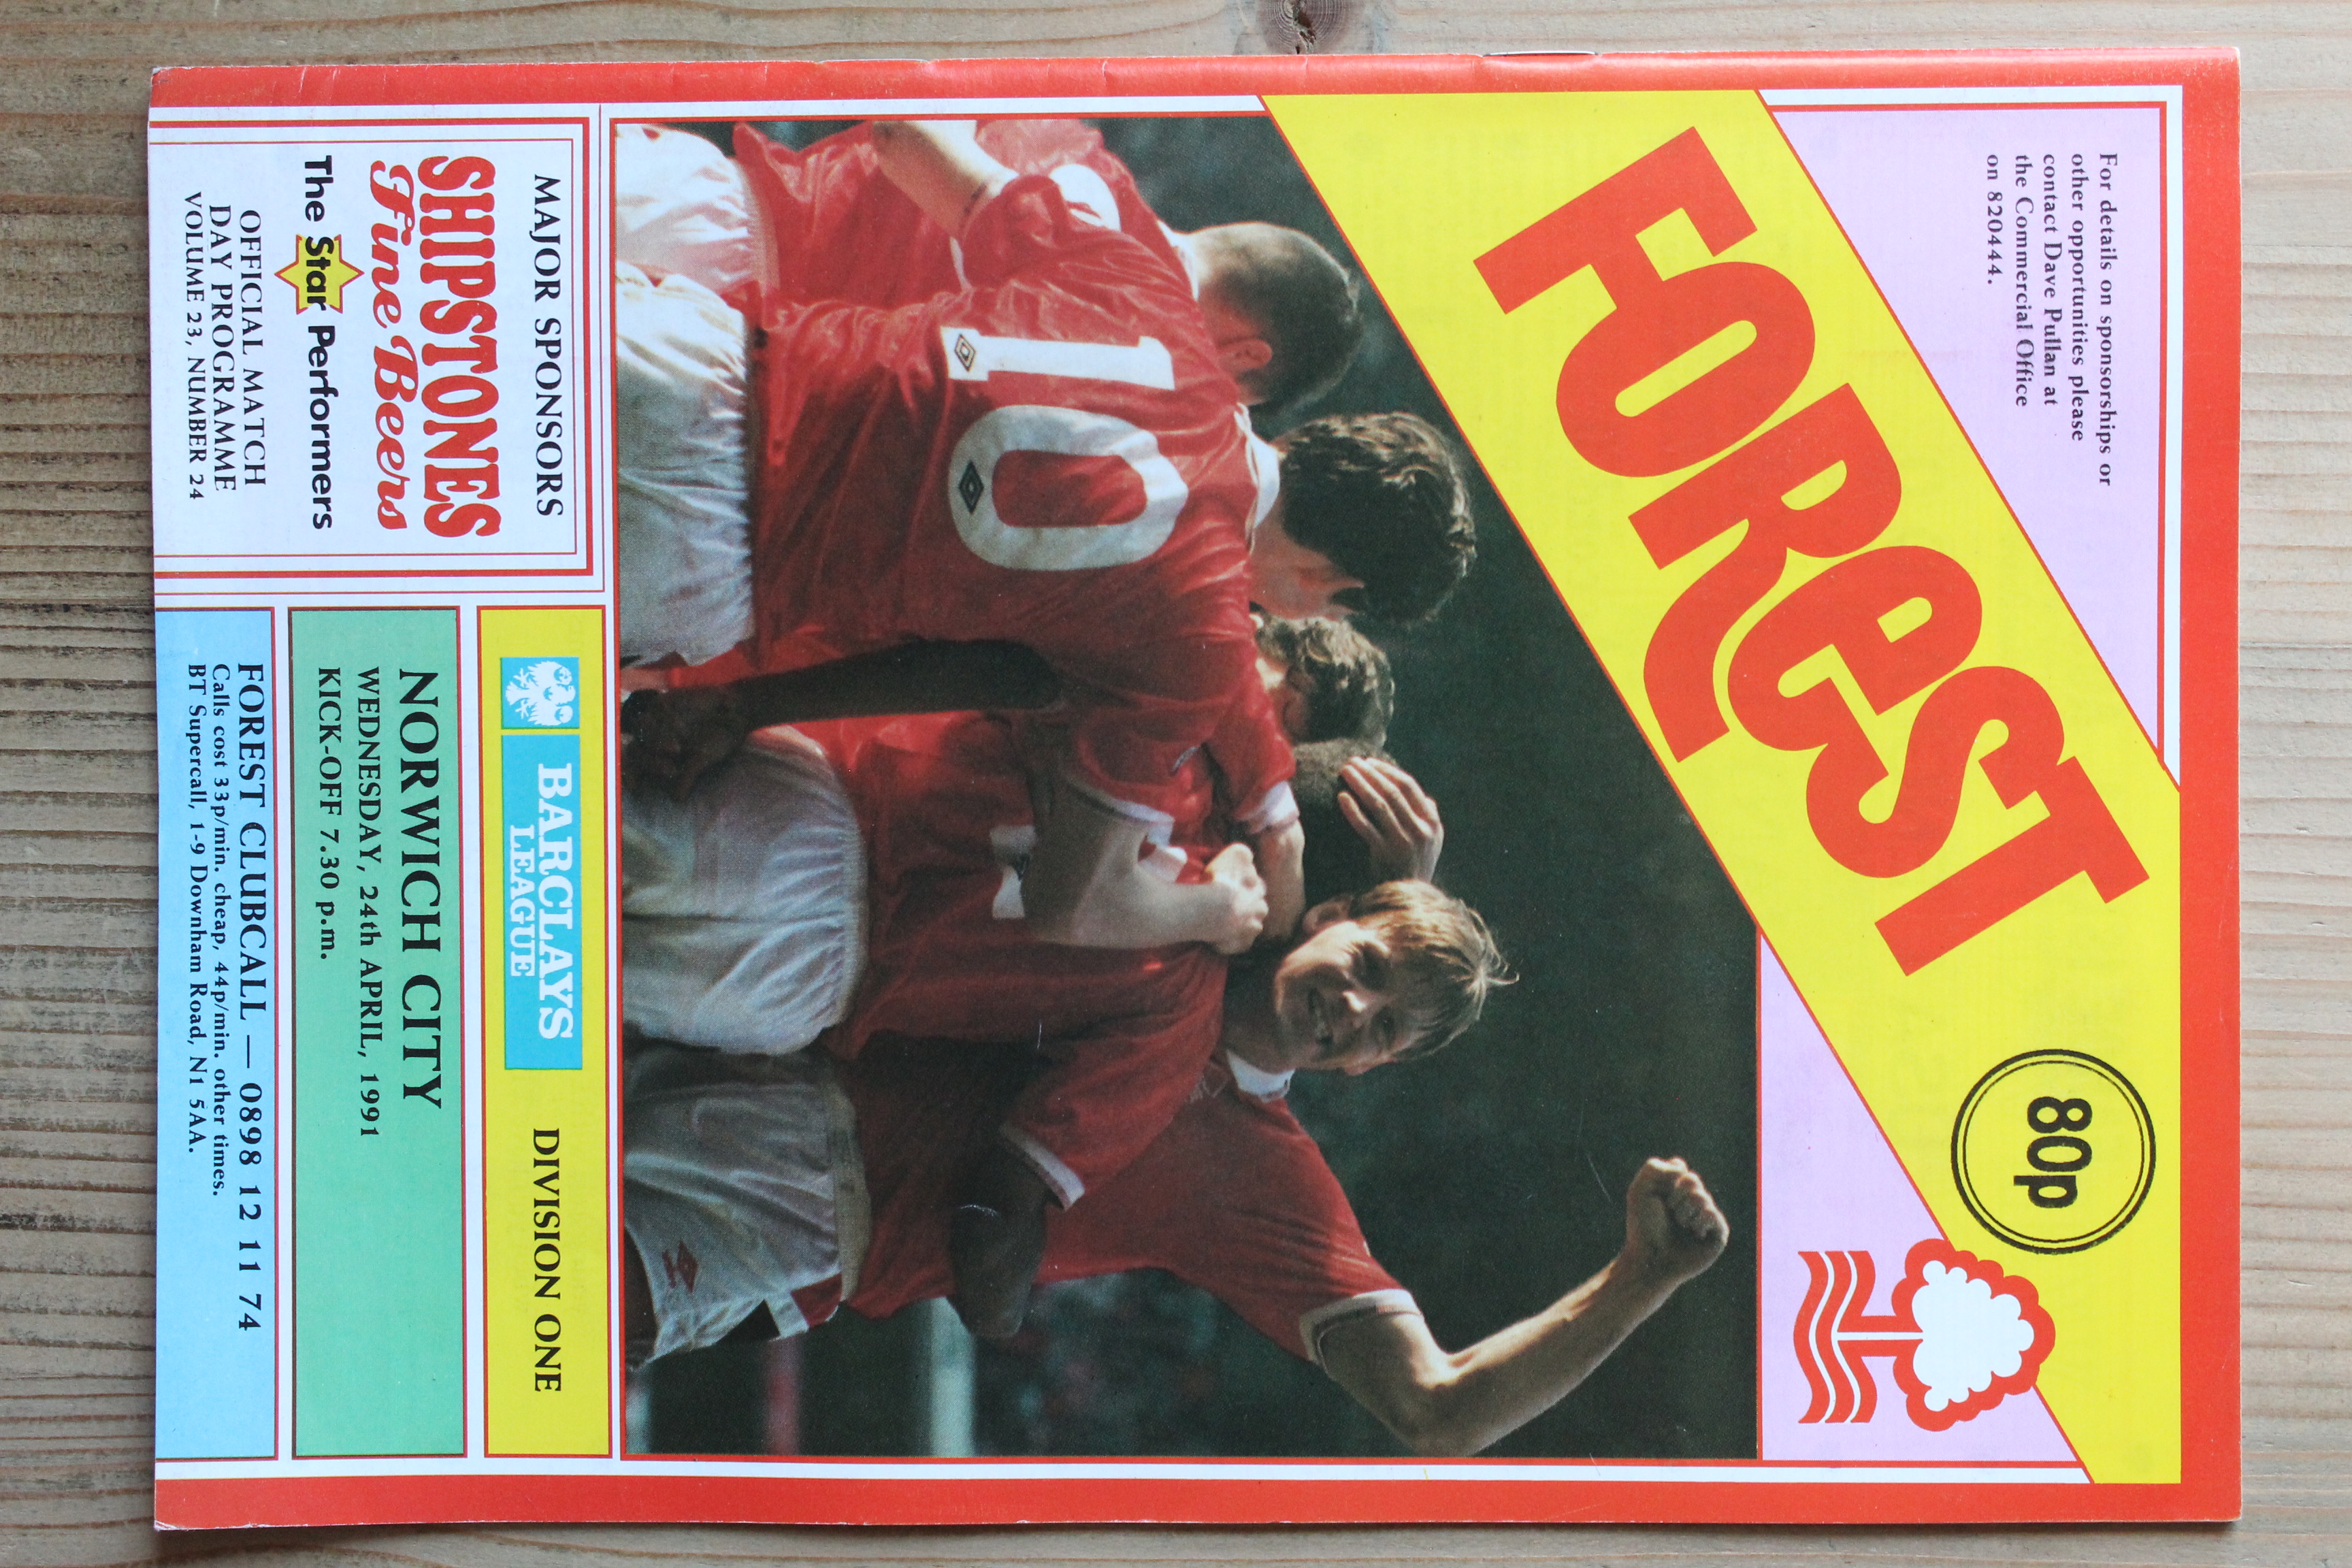 For details on sponsorships or
other opportunities please
contact Dave Pullan at
the Commercial Office
on 820444.
FOReST
80p
10
MAJOR SPONSORS
SHIPSTONES
Fine Beers
The Star Performers
OFFICIAL MATCH
DAY PROGRAMME
VOLUME 23, NUMBER 24
BARCLAYS
LEAGUE
DIVISION ONE
NORWICH CITY
WEDNESDAY, 24th APRIL, 1991
KICK-OFF 7.30 p.m.
FOREST CLUBCALL — 0898 12 11 74
Calls cost 33p/min. cheap, 44p/min. other times.
BT Supercall, 1-9 Downham Road, N1 5AA.